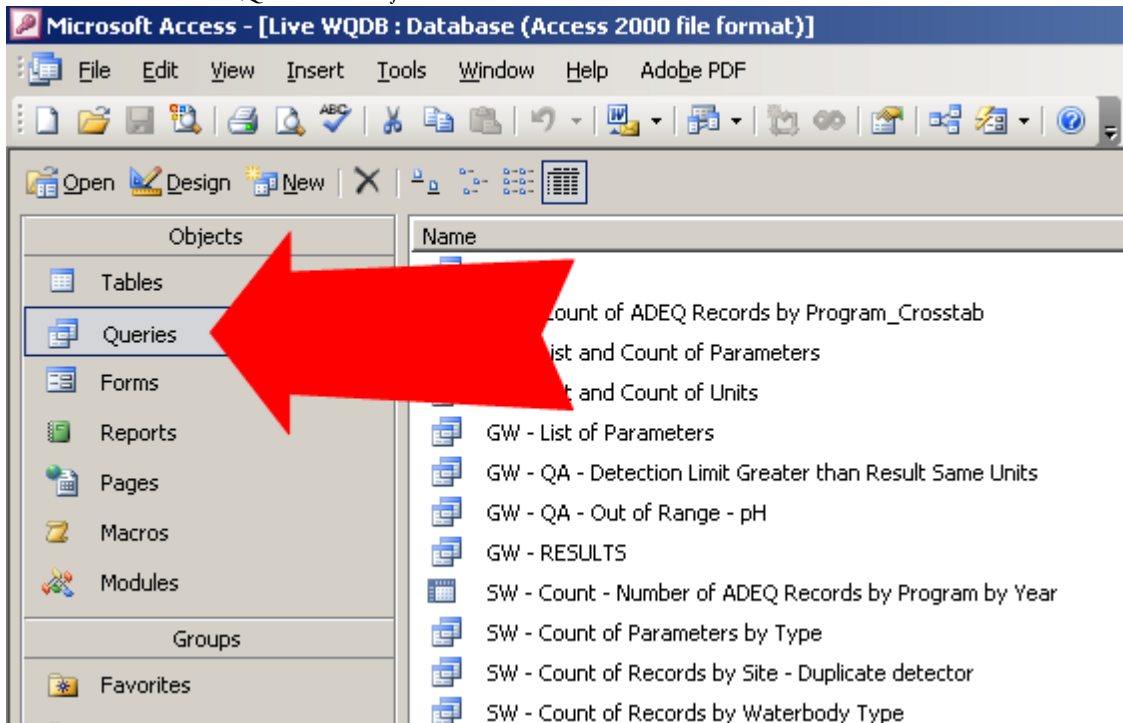 Microsoft Access - [Live WQDB : Database (Access 2000 file format)]
File Edit View Insert Tools Window Help Adobe PDF
Open Design New
Objects
Name
Tables
Queries
Count of ADEQ Records by Program_Crosstab
List and Count of Parameters
and Count of Units
Forms
Reports
GW - List of Parameters
Pages
GW - QA - Detection Limit Greater than Result Same Units
GW - QA - Out of Range - pH
Macros
GW - RESULTS
Modules
SW - Count - Number of ADEQ Records by Program by Year
Groups
SW - Count of Parameters by Type
Favorites
SW - Count of Records by Site - Duplicate detector
SW - Count of Records by Waterbody Type